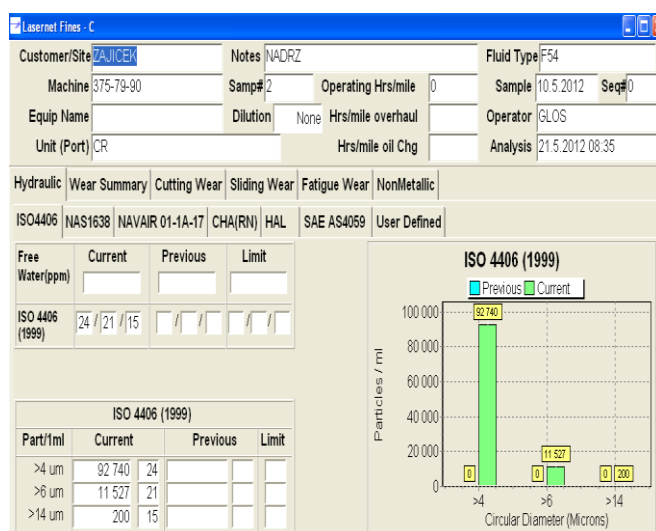 Lasernet Fines - C
Customer/Site ZAJICEK Notes NADRZ Fluid Type F54
Machine 375-79-90 Samp# 2 Operating Hrs/mile 0 Sample 10.5.2012 Seq# 0
Equip Name Dilution None Hrs/mile overhaul Operator GLOS
Unit (Port) CR Hrs/mile oil Chg Analysis 21.5.2012 08:35
Hydraulic Wear Summary Cutting Wear Sliding Wear Fatigue Wear NonMetallic
ISO4406 NAS1638 NAVAIR 01-1A-17 CHA(RN) HAL SAE AS4059 User Defined
Free Water(ppm) Current Previous Limit
ISO 4406 (1999) 24 / 21 / 15 / / / /
ISO 4406 (1999)
Part/1ml Current Previous Limit
>4 um 92 740 24
>6 um 11 527 21
>14 um 200 15
ISO 4406 (1999)
Previous Current
Particles / ml
100 000
80 000
60 000
40 000
20 000
0
92 740
0 0 11 527 0 200
>4 >6 >14
Circular Diameter (Microns)